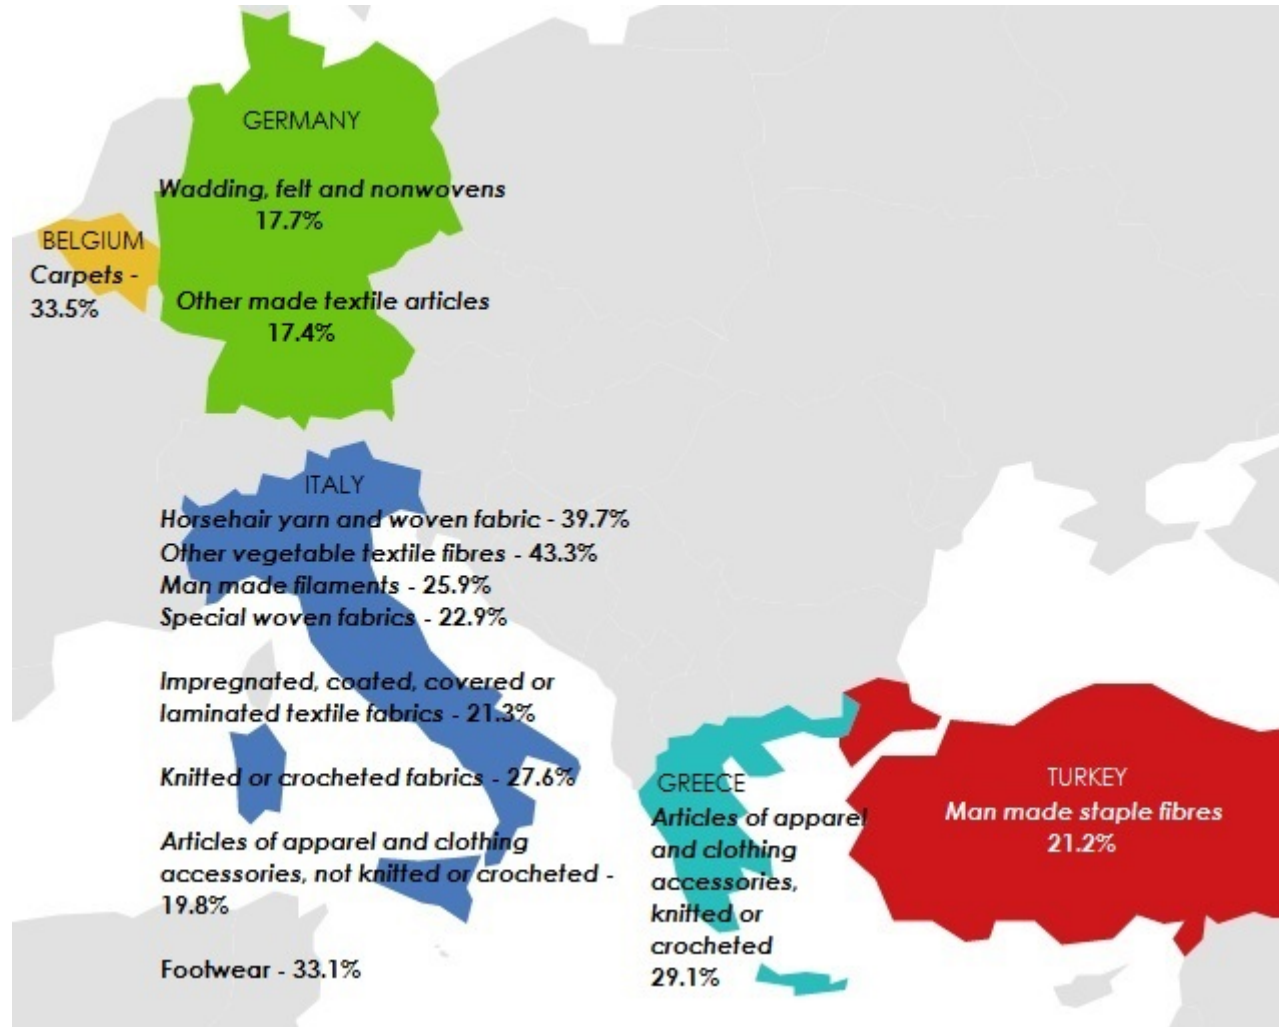 GERMANY
Wadding, felt and nonwovens
17.7%
Other made textile articles
17.4%
BELGIUM
Carpets -
33.5%
ITALY
Horsehair yarn and woven fabric - 39.7%
Other vegetable textile fibres - 43.3%
Man made filaments - 25.9%
Special woven fabrics - 22.9%
Impregnated, coated, covered or
laminated textile fabrics - 21.3%
Knitted or crocheted fabrics - 27.6%
Articles of apparel and clothing
accessories, not knitted or crocheted -
19.8%
Footwear - 33.1%
GREECE
Articles of apparel
and clothing
accessories,
knitted or
crocheted
29.1%
TURKEY
Man made staple fibres
21.2%